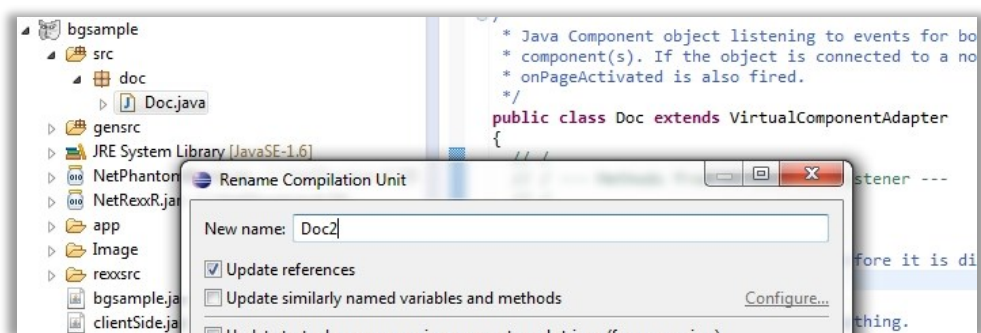 bgsample
src
doc
Doc.java
gensrc
JRE System Library [JavaSE-1.6]
NetPhantom
NetRexxR.jar
app
Image
rexxsrc
bgsample.ja
clientSide.ja
* Java Component object listening to events for bo
* component(s). If the object is connected to a no
* onPageActivated is also fired.
*/
public class Doc extends VirtualComponentAdapter
{
stener ---
fore it is di
thing.
Rename Compilation Unit
New name: Doc2
Update references
Update similarly named variables and methods
Configure...